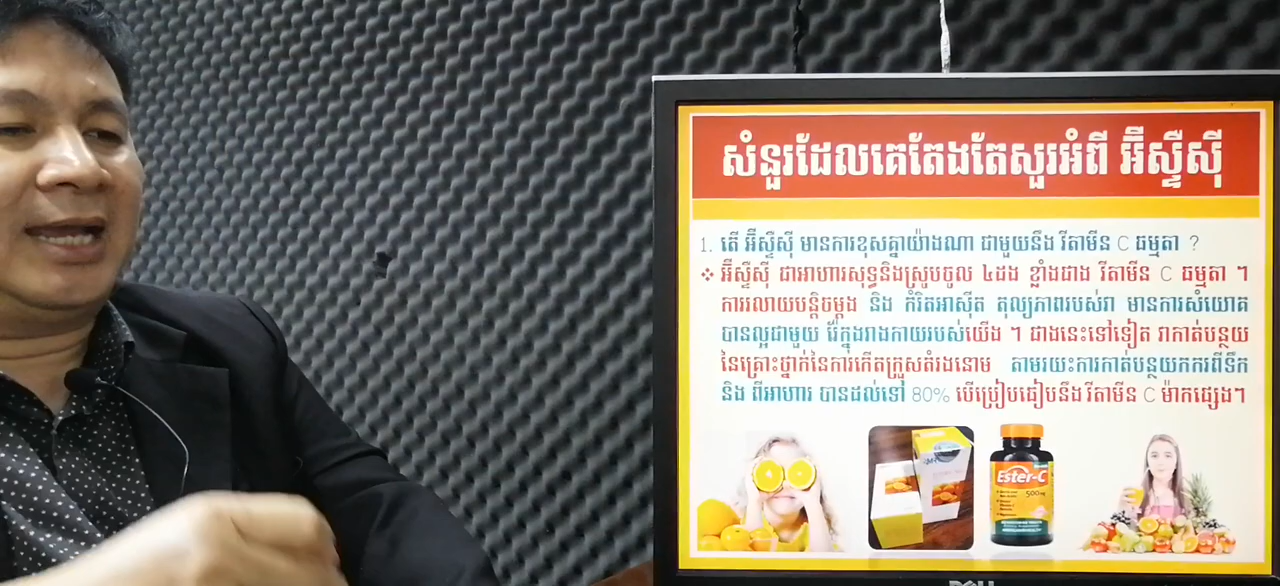 សំនួរដែលគេតែងតែសួរអំពី អ៊ីស្ទឺស៊ី
1. តើ អ៊ីស្ទឺស៊ី មានការខុសគ្នាយ៉ាងណា ជាមួយនឹង វីតាមីន C ធម្មតា ?
❖ អ៊ីស្ទឺស៊ី ជាអាហារសុទ្ធនិងស្រូបចូល ៤ដង ខ្លាំងជាង វីតាមីន C ធម្មតា ។
ការរលាយបន្តិចម្តង និង កំរិតអាស៊ីត តុល្យភាពរបស់វា មានការសំយោគ
បានល្អជាមួយ រ៉ែក្នុងរាងកាយរបស់យើង ។ ជាងនេះទៅទៀត វាកាត់បន្ថយ
នៃគ្រោះថ្នាក់នៃការកើតគ្រួសតំរងនោម តាមរយះការកាត់បន្ថយកករពីទឹក
និង ពីអាហារ បានដល់ទៅ 80% បើប្រៀបធៀបនឹងវីតាមីន C ម៉ាកផ្សេងៗ
Ester-C
500mg